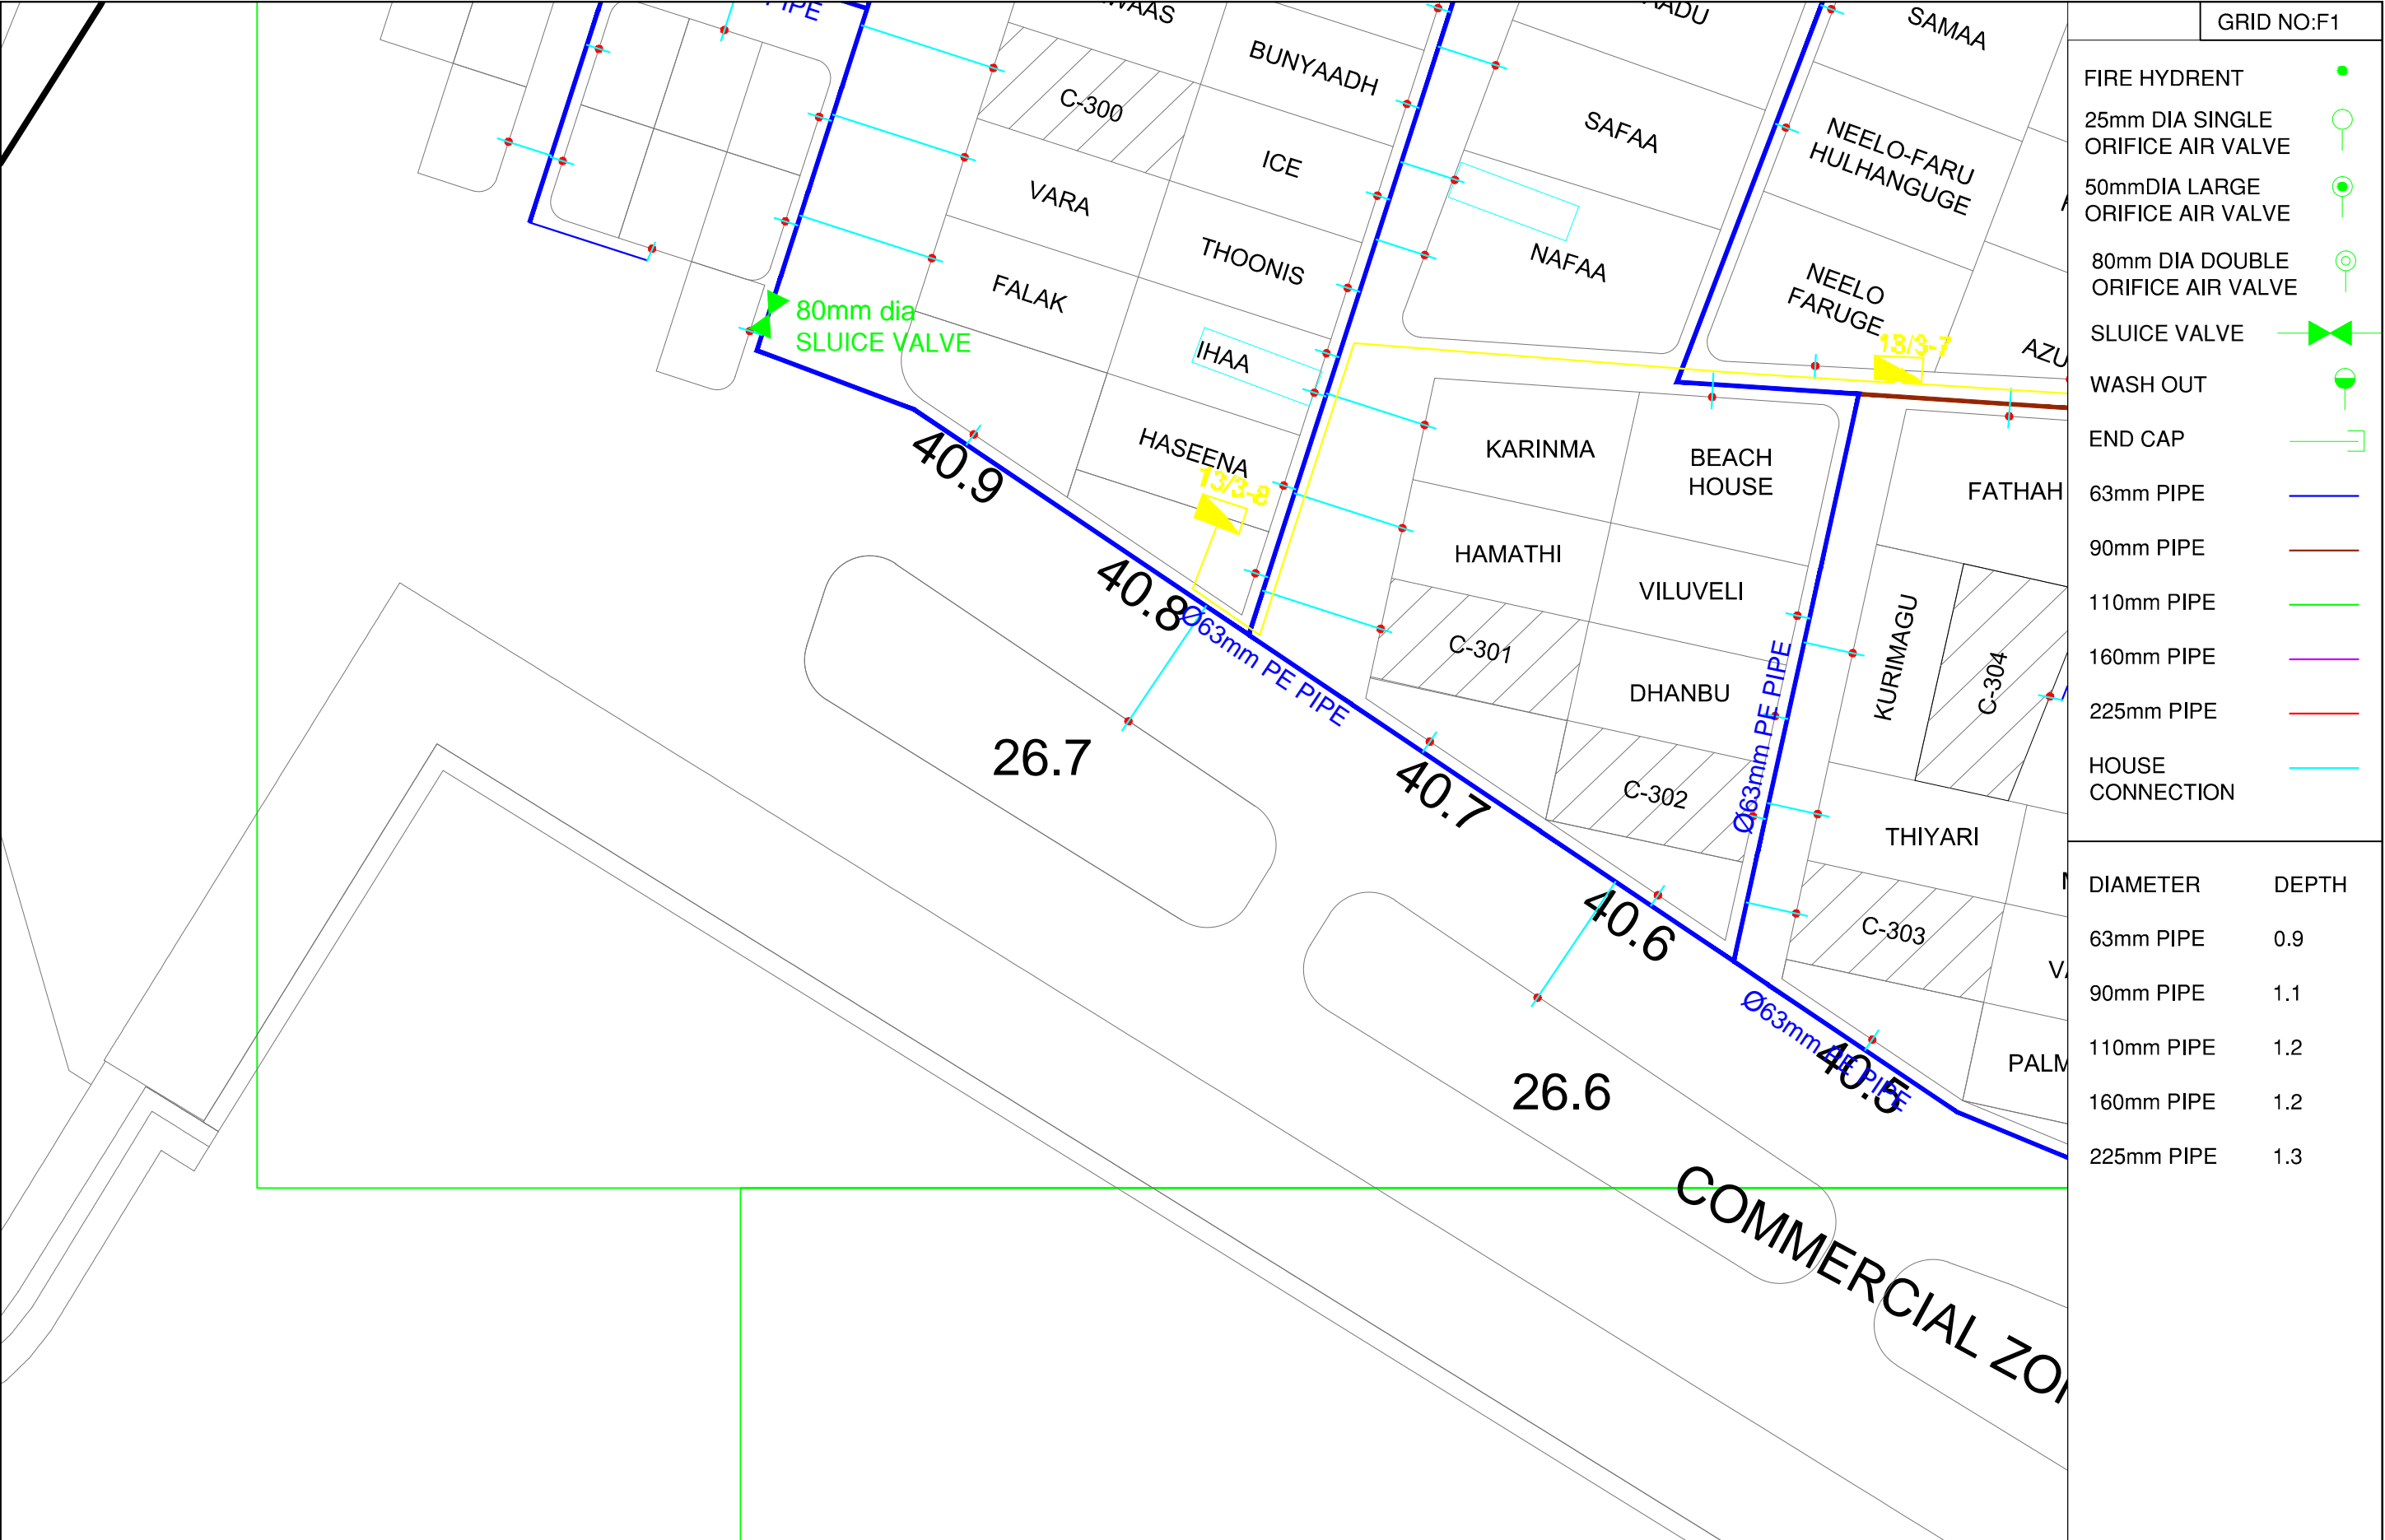 GRID NO:F1
FIRE HYDRENT
25mm DIA SINGLE
ORIFICE AIR VALVE
50mmDIA LARGE
ORIFICE AIR VALVE
80mm DIA DOUBLE
ORIFICE AIR VALVE
SLUICE VALVE
WASH OUT
END CAP
63mm PIPE
90mm PIPE
110mm PIPE
160mm PIPE
225mm PIPE
HOUSE
CONNECTION
DIAMETER DEPTH
63mm PIPE 0.9
90mm PIPE 1.1
110mm PIPE 1.2
160mm PIPE 1.2
225mm PIPE 1.3
PIPE
BUNYAADH
SAMAA
C-300
SAFAA
NEELO-FARU
HULHANGUGE
ICE
VARA
THOONIS
NAFAA
FALAK
NEELO
FARUGE
80mm dia
SLUICE VALVE
IHAA
13/3-7
HASEENA
13/3-8
KARINMA
BEACH
HOUSE
FATHAH
40.9
HAMATHI
VILUVELI
40.8
Ø63mm PE PIPE
C-301
KURIMAGU
C-304
DHANBU
Ø63mm PE PIPE
26.7
40.7
C-302
THIYARI
40.6
C-303
Ø63mm PE PIPE
40.5
PALM
26.6
COMMERCIAL ZO